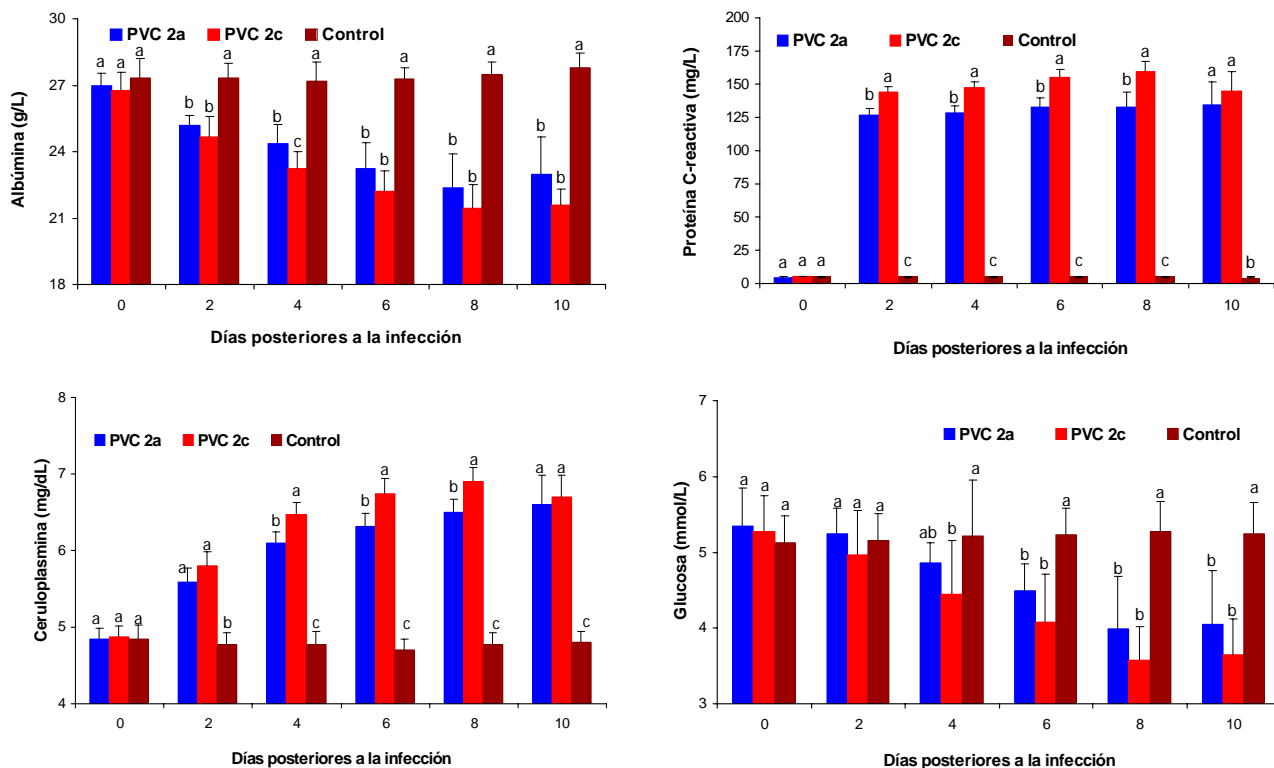 30
PVC 2a PVC 2c Control
a a a a a a a a
27
b b
b
24
c b b b
b b b
21
18
Albúmina (g/L)
0 2 4 6 8 10
Días posteriores a la infección
200
PVC 2a PVC 2c Control
175
a a a a a a
150
b b b b
125
100
75
50
25
a a a c c c c b
0
Proteína C-reactiva (mg/L)
0 2 4 6 8 10
Días posteriores a la infección
8
PVC 2a PVC 2c Control
7
a a a a a
b b b
6
a a
5
a a a b c c c c
4
Ceruloplasmina (mg/dL)
0 2 4 6 8 10
Días posteriores a la infección
7
PVC 2a PVC 2c Control
6
a a a a a a a a a a
5
ab b b b b b
4
b b
3
Glucosa (mmol/L)
0 2 4 6 8 10
Días posteriores a la infección